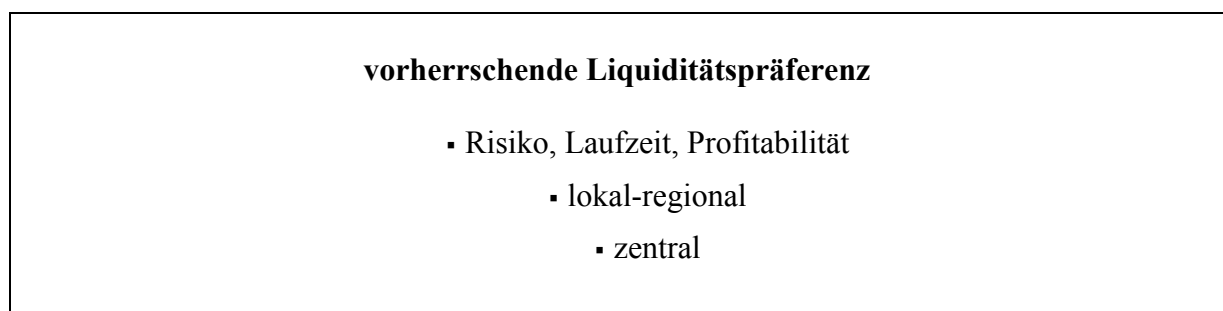 vorherrschende Liquiditätspräferenz
▪ Risiko, Laufzeit, Profitabilität
▪ lokal-regional
▪ zentral